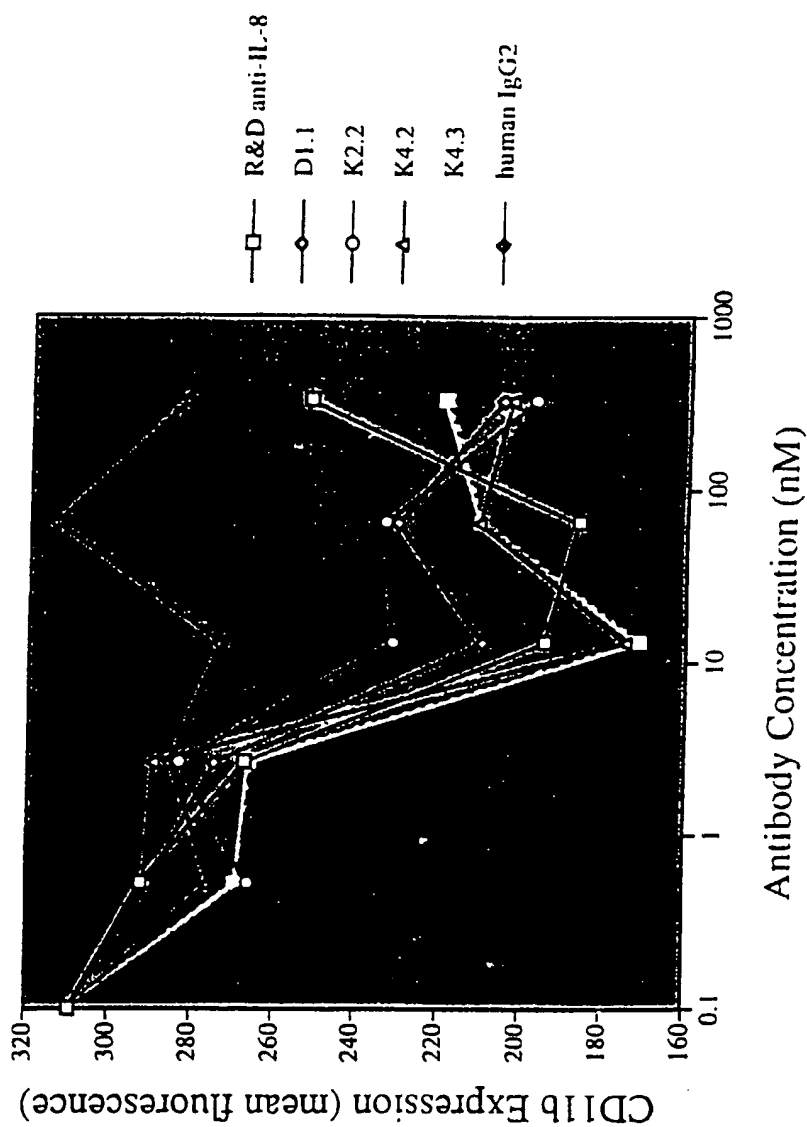 CD11b Expression (mean fluorescence)
320
300
280
260
240
220
200
180
160
0.1
1
10
100
1000
Antibody Concentration (nM)
R&D anti-IL-8
D1.1
K2.2
K4.2
K4.3
human IgG2